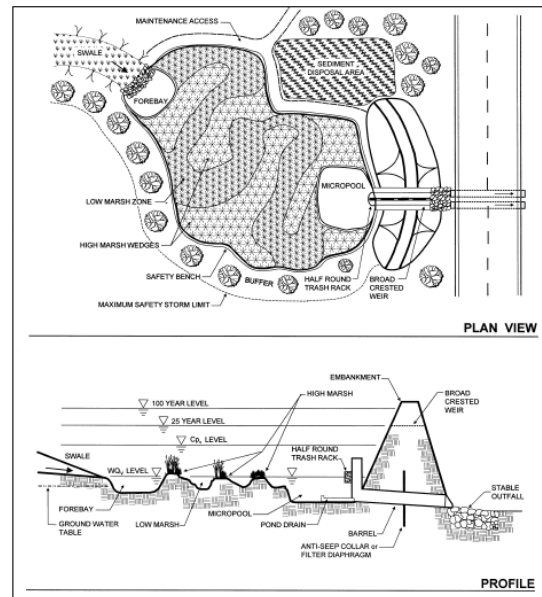 MAINTENANCE ACCESS
SWALE
SEDIMENT
DISPOSAL AREA
FOREBAY
MICROPOOL
LOW MARSH ZONE
HIGH MARSH WEDGES
SAFETY BENCH
BUFFER
HALF ROUND
TRASH RACK
BROAD
CRESTED
WEIR
MAXIMUM SAFETY STORM LIMIT
PLAN VIEW
EMBANKMENT
HIGH MARSH
BROAD
CRESTED
WEIR
100 YEAR LEVEL
25 YEAR LEVEL
Cpv LEVEL
HALF ROUND
TRASH RACK
SWALE
WQv LEVEL
STABLE
OUTFALL
FOREBAY
LOW MARSH
MICROPOOL
POND DRAIN
GROUND WATER
TABLE
BARREL
ANTI-SEEP COLLAR or
FILTER DIAPHRAGM
PROFILE